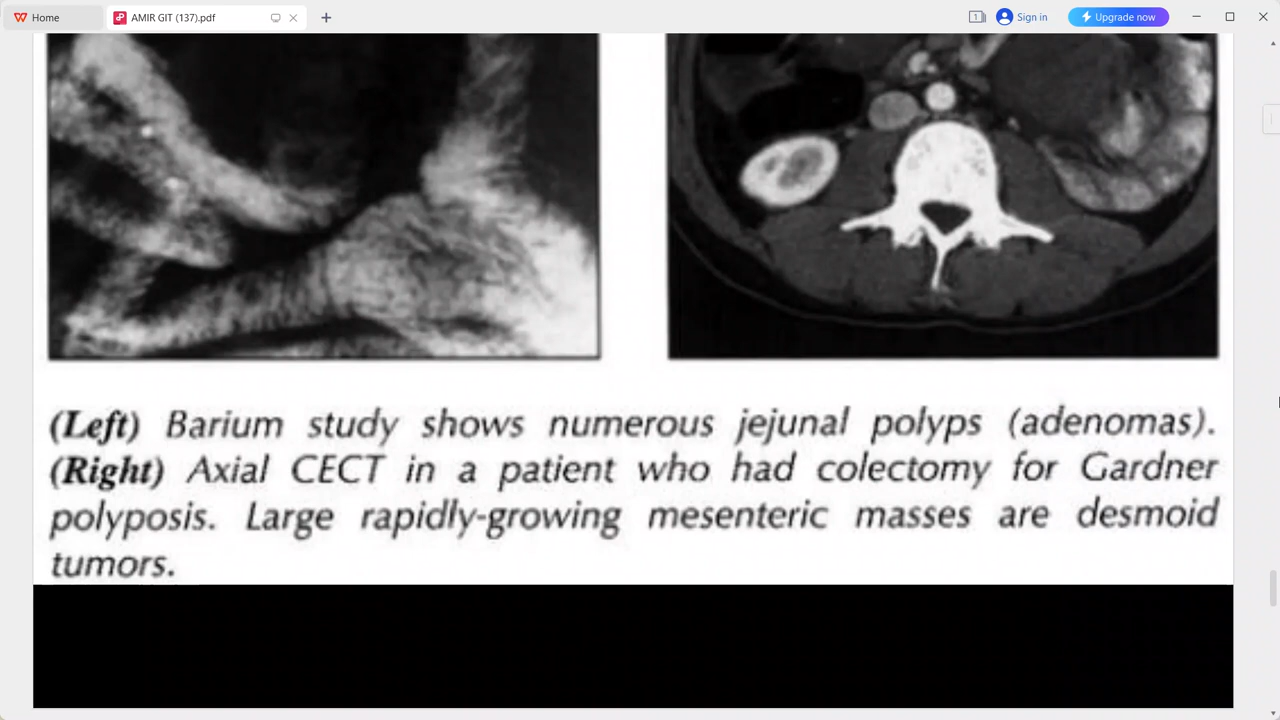 Home
AMIR GIT (137).pdf
1
Sign in
Upgrade now
(Left) Barium study shows numerous jejunal polyps (adenomas).
(Right) Axial CECT in a patient who had colectomy for Gardner
polyposis. Large rapidly-growing mesenteric masses are desmoid
tumors.